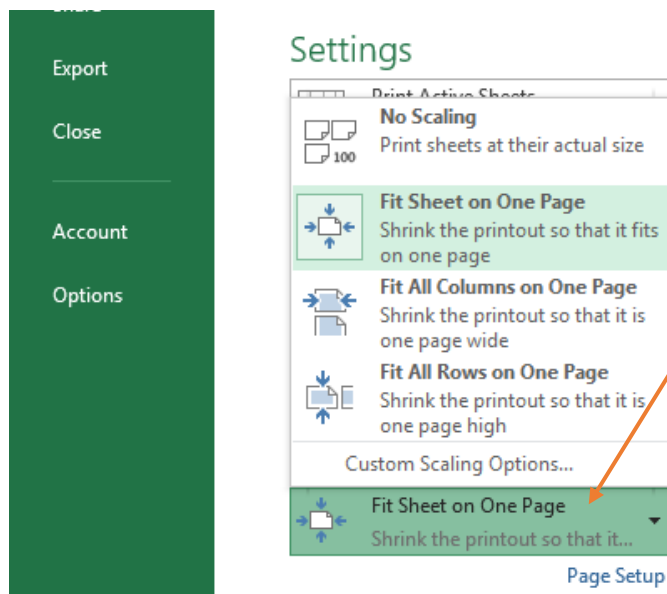 Share
Export
Close
Account
Options
Settings
Print Active Sheets
No Scaling
Print sheets at their actual size
100
Fit Sheet on One Page
Shrink the printout so that it fits
on one page
Fit All Columns on One Page
Shrink the printout so that it is
one page wide
Fit All Rows on One Page
Shrink the printout so that it is
one page high
Custom Scaling Options...
Fit Sheet on One Page
Shrink the printout so that it...
Page Setup